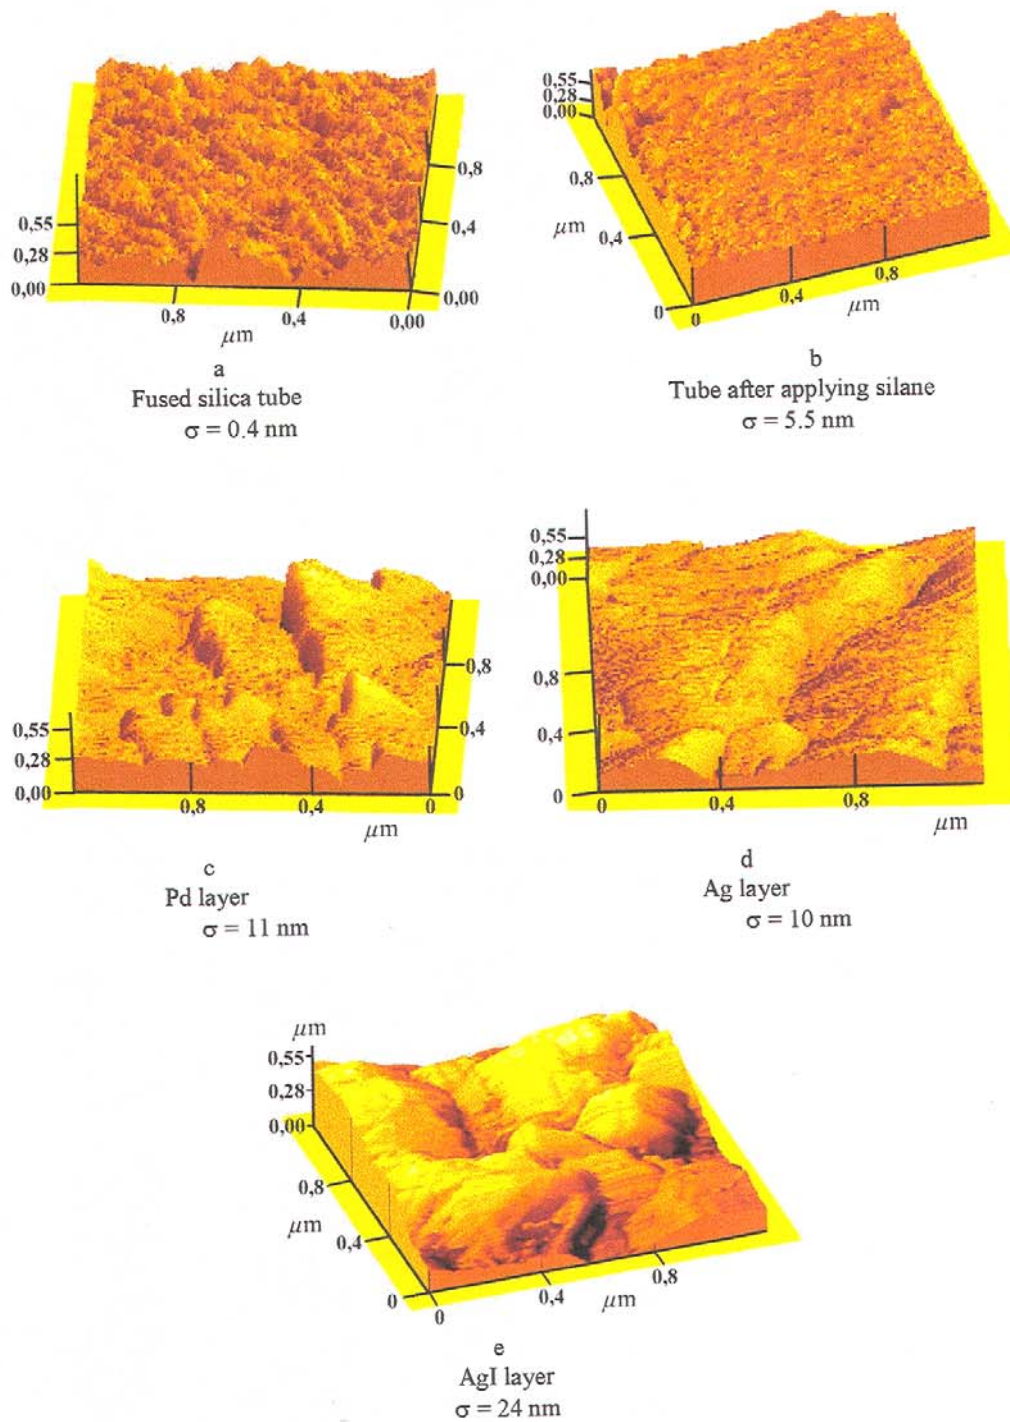 0,55
0,28
0,00
0,8
0,4
0,00
0,8
0,4
0,00
μm
a
Fused silica tube
σ = 0.4 nm
0,55
0,28
0,00
0,8
μm
0,4
0
0
0,4
0,8
μm
b
Tube after applying silane
σ = 5.5 nm
0,55
0,28
0,00
0,8
0,4
0
0,8
0,4
0
μm
c
Pd layer
σ = 11 nm
0,55
0,28
0,00
0,8
0,4
0
0
0,4
0,8
μm
d
Ag layer
σ = 10 nm
μm
0,55
0,28
0,00
0,8
μm
0,4
0
0
0,4
0,8
μm
e
AgI layer
σ = 24 nm